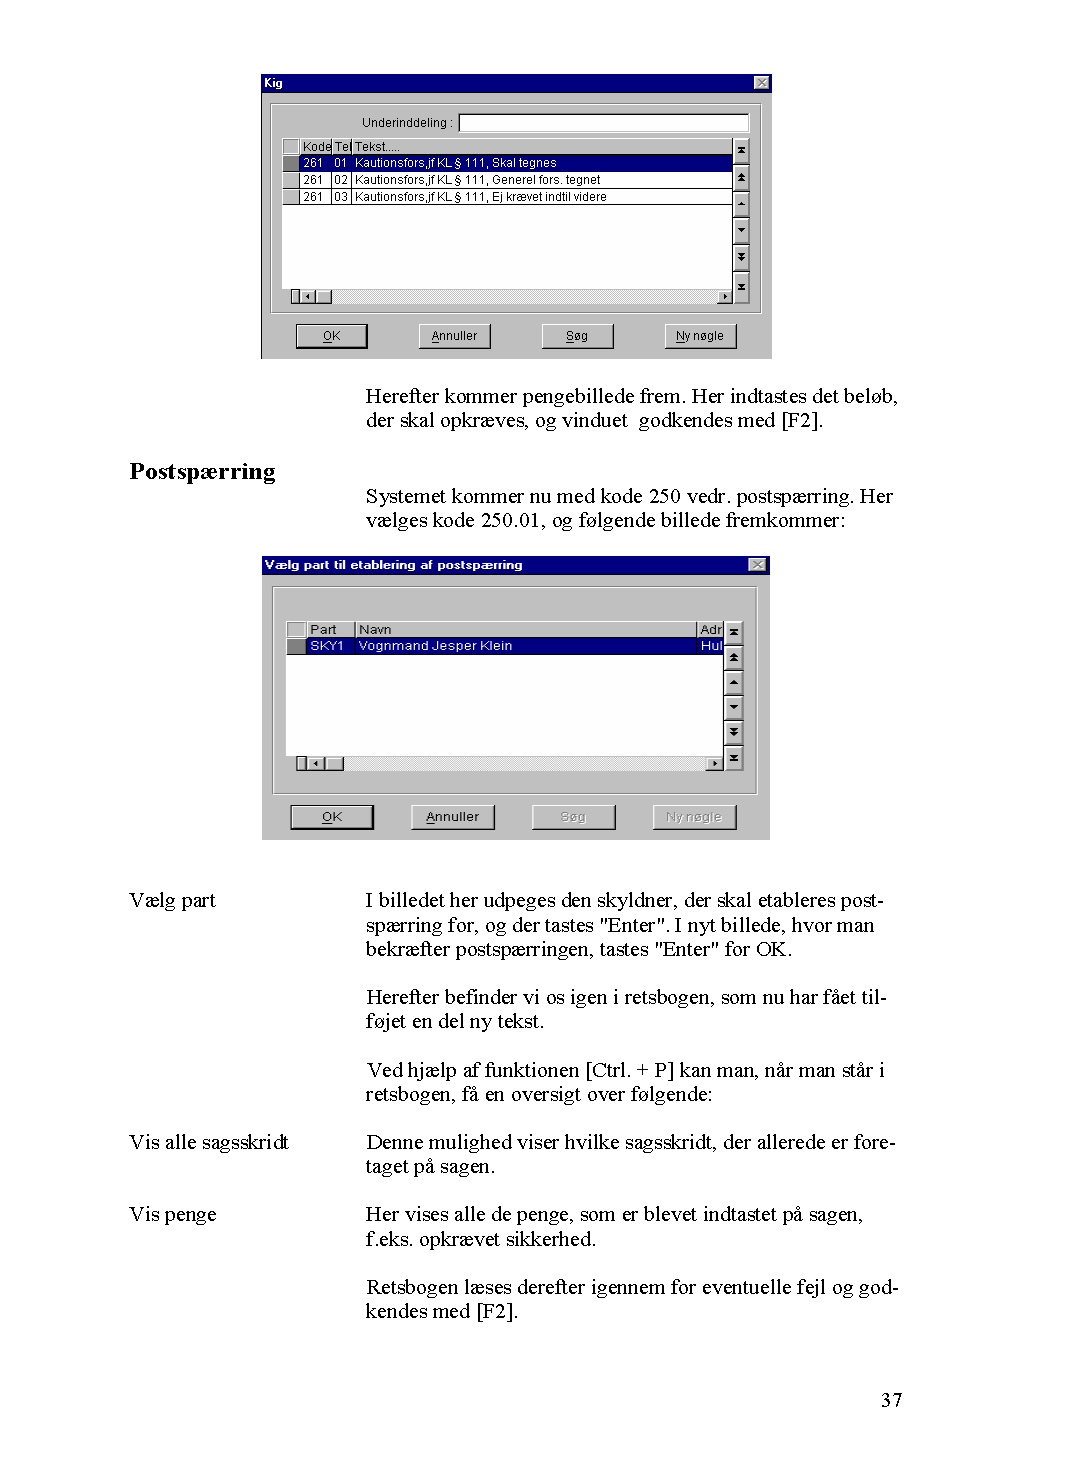 Kig
Underinddeling :
Kode Tel Tekst.....
261 01 Kautionsfors,jf KL § 111, Skal tegnes
261 02 Kautionsfors,jf KL § 111, Generel fors. tegnet
261 03 Kautionsfors,jf KL § 111, Ej krævet indtil videre
OK Annuller Søg Ny nøgle
Herefter kommer pengebillede frem. Her indtastes det beløb,
der skal opkræves, og vinduet godkendes med [F2].
Postspærring
Systemet kommer nu med kode 250 vedr. postspærring. Her
vælges kode 250.01, og følgende billede fremkommer:
Vælg part til etablering af postspærring
Part Navn Adr
SKY1 Vognmand Jesper Klein Hul
OK Annuller Søg Ny nøgle
Vælg part I billedet her udpeges den skyldner, der skal etableres post-
spærring for, og der tastes "Enter". I nyt billede, hvor man
bekræfter postspærringen, tastes "Enter" for OK.
Herefter befinder vi os igen i retsbogen, som nu har fået til-
føjet en del ny tekst.
Ved hjælp af funktionen [Ctrl. + P] kan man, når man står i
retsbogen, få en oversigt over følgende:
Vis alle sagsskridt Denne mulighed viser hvilke sagsskridt, der allerede er fore-
taget på sagen.
Vis penge Her vises alle de penge, som er blevet indtastet på sagen,
f.eks. opkrævet sikkerhed.
Retsbogen læses derefter igennem for eventuelle fejl og god-
kendes med [F2].
37